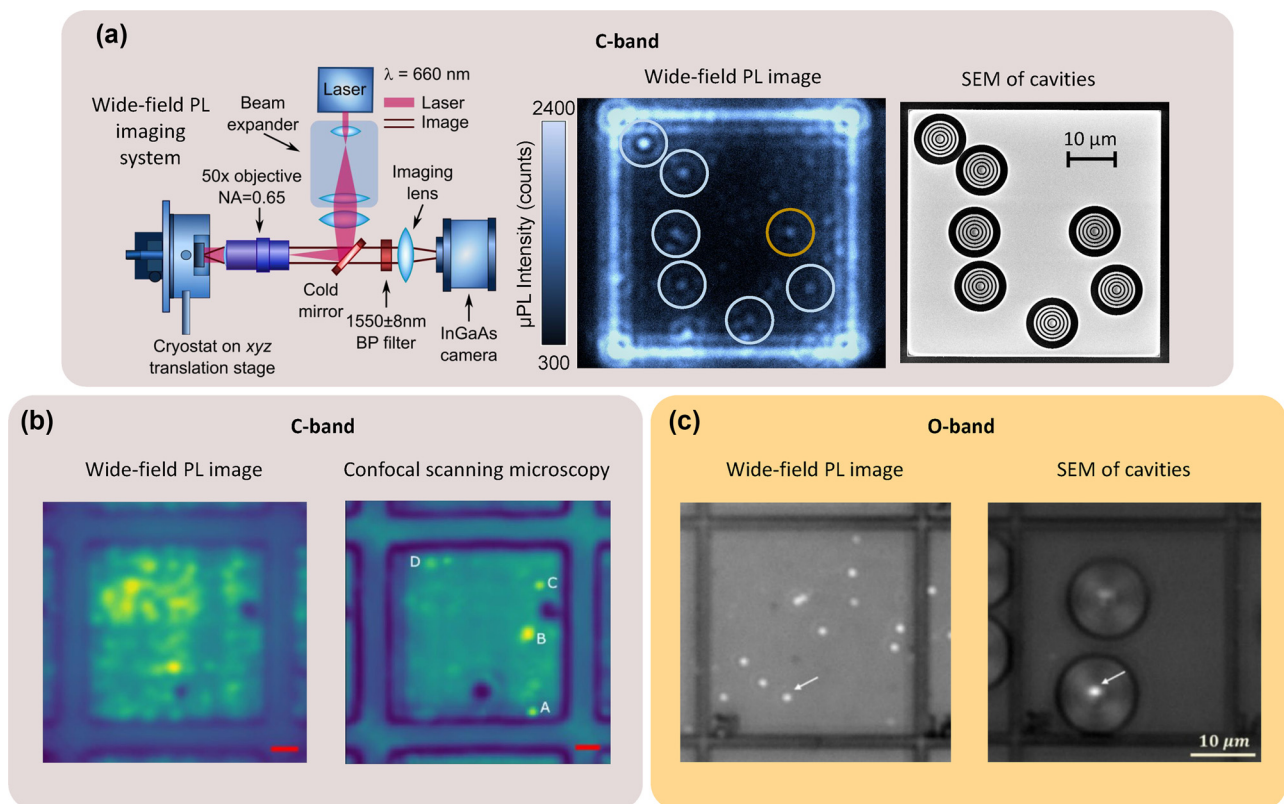 (a)
C-band
Wide-field PL
imaging
system
Beam
expander
Laser
λ = 660 nm
Laser
Image
50x objective
NA=0.65
Imaging
lens
Cold
mirror
1550±8nm
BP filter
InGaAs
camera
Cryostat on xyz
translation stage
Wide-field PL image
2400
μPL Intensity (counts)
300
SEM of cavities
10 μm
(b)
C-band
Wide-field PL image
Confocal scanning microscopy
D
C
B
A
(c)
O-band
Wide-field PL image
SEM of cavities
10 μm